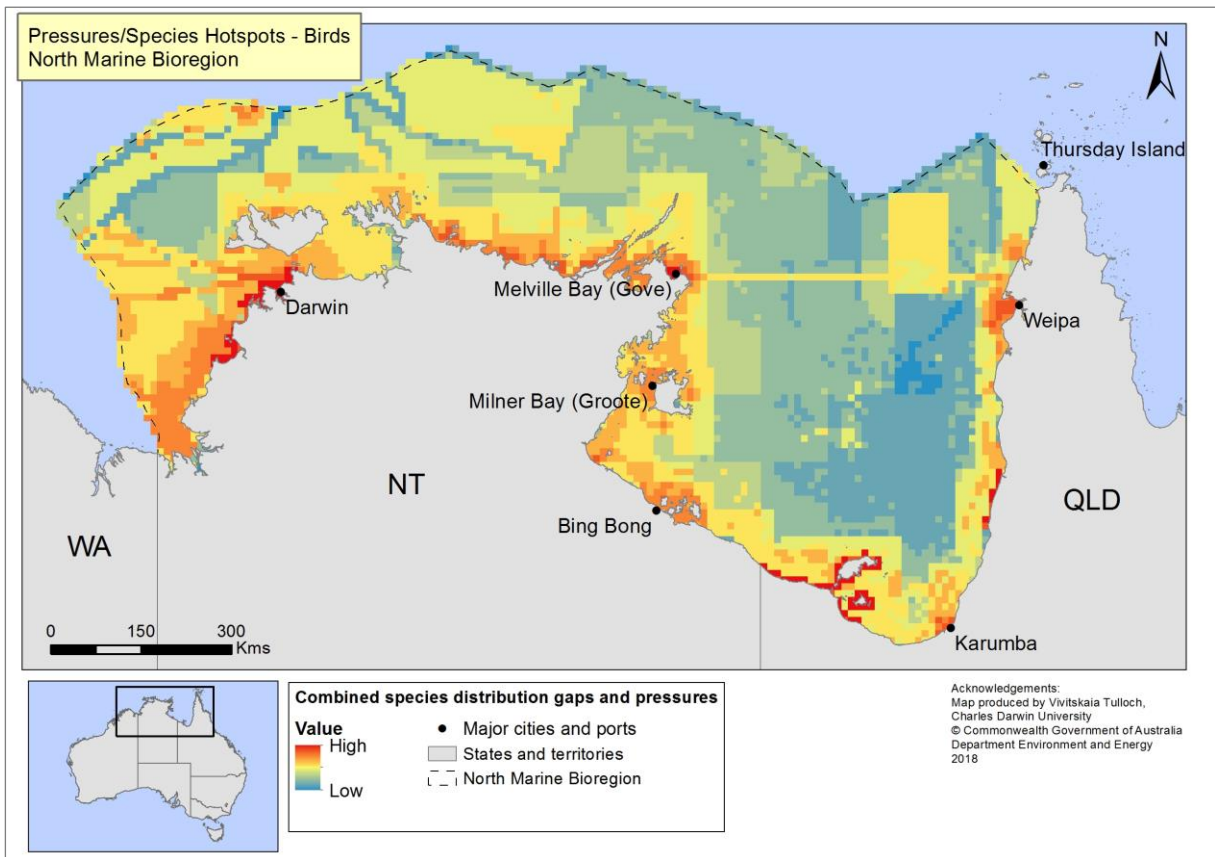 Pressures/Species Hotspots - Birds
North Marine Bioregion
N
Thursday Island
Darwin
Melville Bay (Gove)
Weipa
Milner Bay (Groote)
NT
QLD
Bing Bong
WA
Karumba
0 150 300
Kms
Combined species distribution gaps and pressures
Value
High
Low
Major cities and ports
States and territories
North Marine Bioregion
Acknowledgements:
Map produced by Vivitskaia Tulloch,
Charles Darwin University
© Commonwealth Government of Australia
Department Environment and Energy
2018